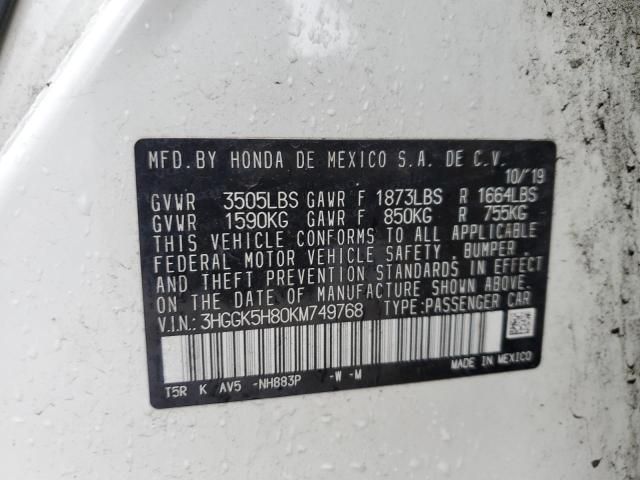 MFD. BY HONDA DE MEXICO S.A. DE C.V.
10/'19
GVWR 3505LBS GAWR F 1873LBS R 1664LBS
GVWR 1590KG GAWR F 850KG R 755KG
THIS VEHICLE CONFORMS TO ALL APPLICABLE
FEDERAL MOTOR VEHICLE SAFETY, BUMPER,
AND THEFT PREVENTION STANDARDS IN EFFECT
ON THE DATE OF MANUFACTURE SHOWN ABOVE.
V.I.N.: 3HGGK5H80KM749768 TYPE:PASSENGER CAR
MADE IN MEXICO
T5R K AV5 -NH883P -W -M